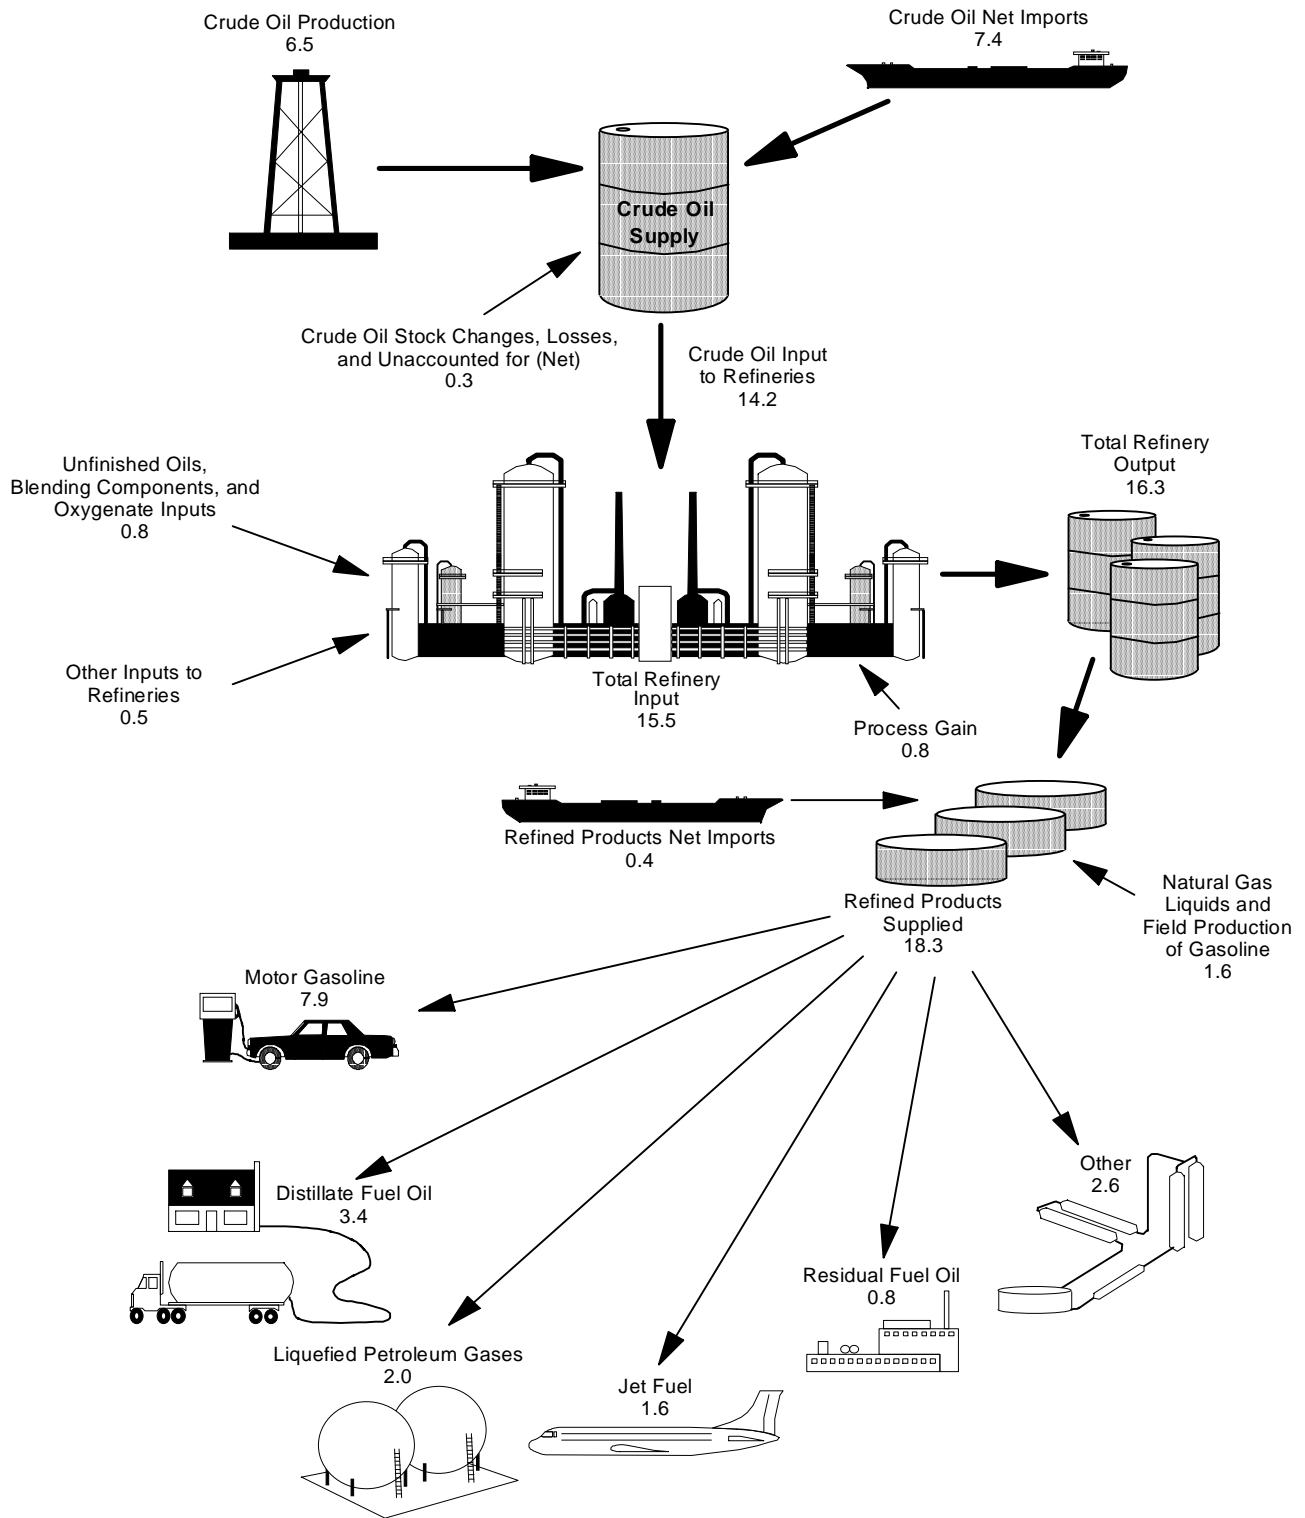 Crude Oil Production
6.5
Crude Oil Net Imports
7.4
Crude Oil
Supply
Crude Oil Stock Changes, Losses,
and Unaccounted for (Net)
0.3
Crude Oil Input
to Refineries
14.2
Unfinished Oils,
Blending Components, and
Oxygenate Inputs
0.8
Total Refinery
Output
16.3
Other Inputs to
Refineries
0.5
Total Refinery
Input
15.5
Process Gain
0.8
Refined Products Net Imports
0.4
Refined Products
Supplied
18.3
Natural Gas
Liquids and
Field Production
of Gasoline
1.6
Motor Gasoline
7.9
Distillate Fuel Oil
3.4
Other
2.6
Residual Fuel Oil
0.8
Liquefied Petroleum Gases
2.0
Jet Fuel
1.6